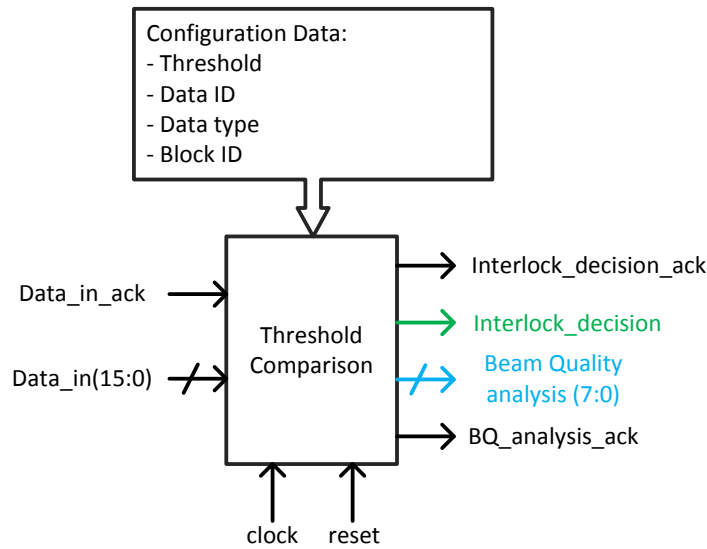 Configuration Data:
- Threshold
- Data ID
- Data type
- Block ID
Data_in_ack
Data_in(15:0)
Threshold
Comparison
Interlock_decision_ack
Interlock_decision
Beam Quality
analysis (7:0)
BQ_analysis_ack
clock
reset